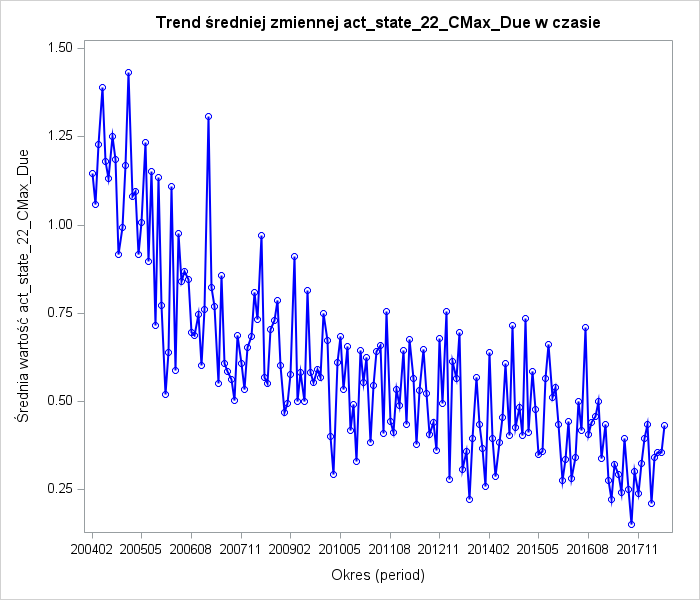 Trend średniej zmiennej act_state_22_CMax_Due w czasie
Średnia wartość act_state_22_CMax_Due
1.50
1.25
1.00
0.75
0.50
0.25
200402 200505 200608 200711 200902 201005 201108 201211 201402 201505 201608 201711
Okres (period)